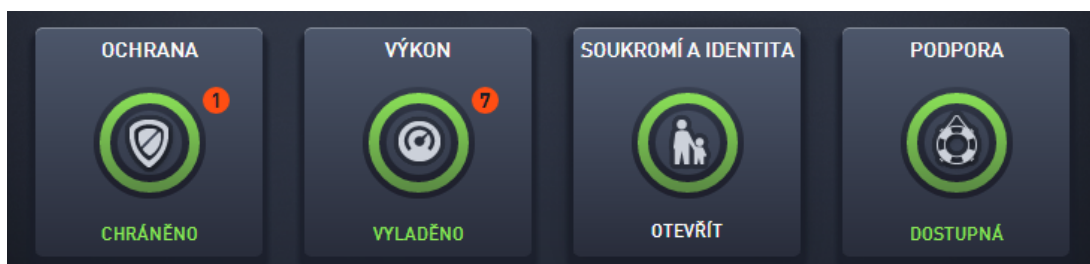 OCHRANA
1
CHRÁNĚNO
VÝKON
7
VYLADĚNO
SOUKROMÍ A IDENTITA
OTEVŘÍT
PODPORA
DOSTUPNÁ